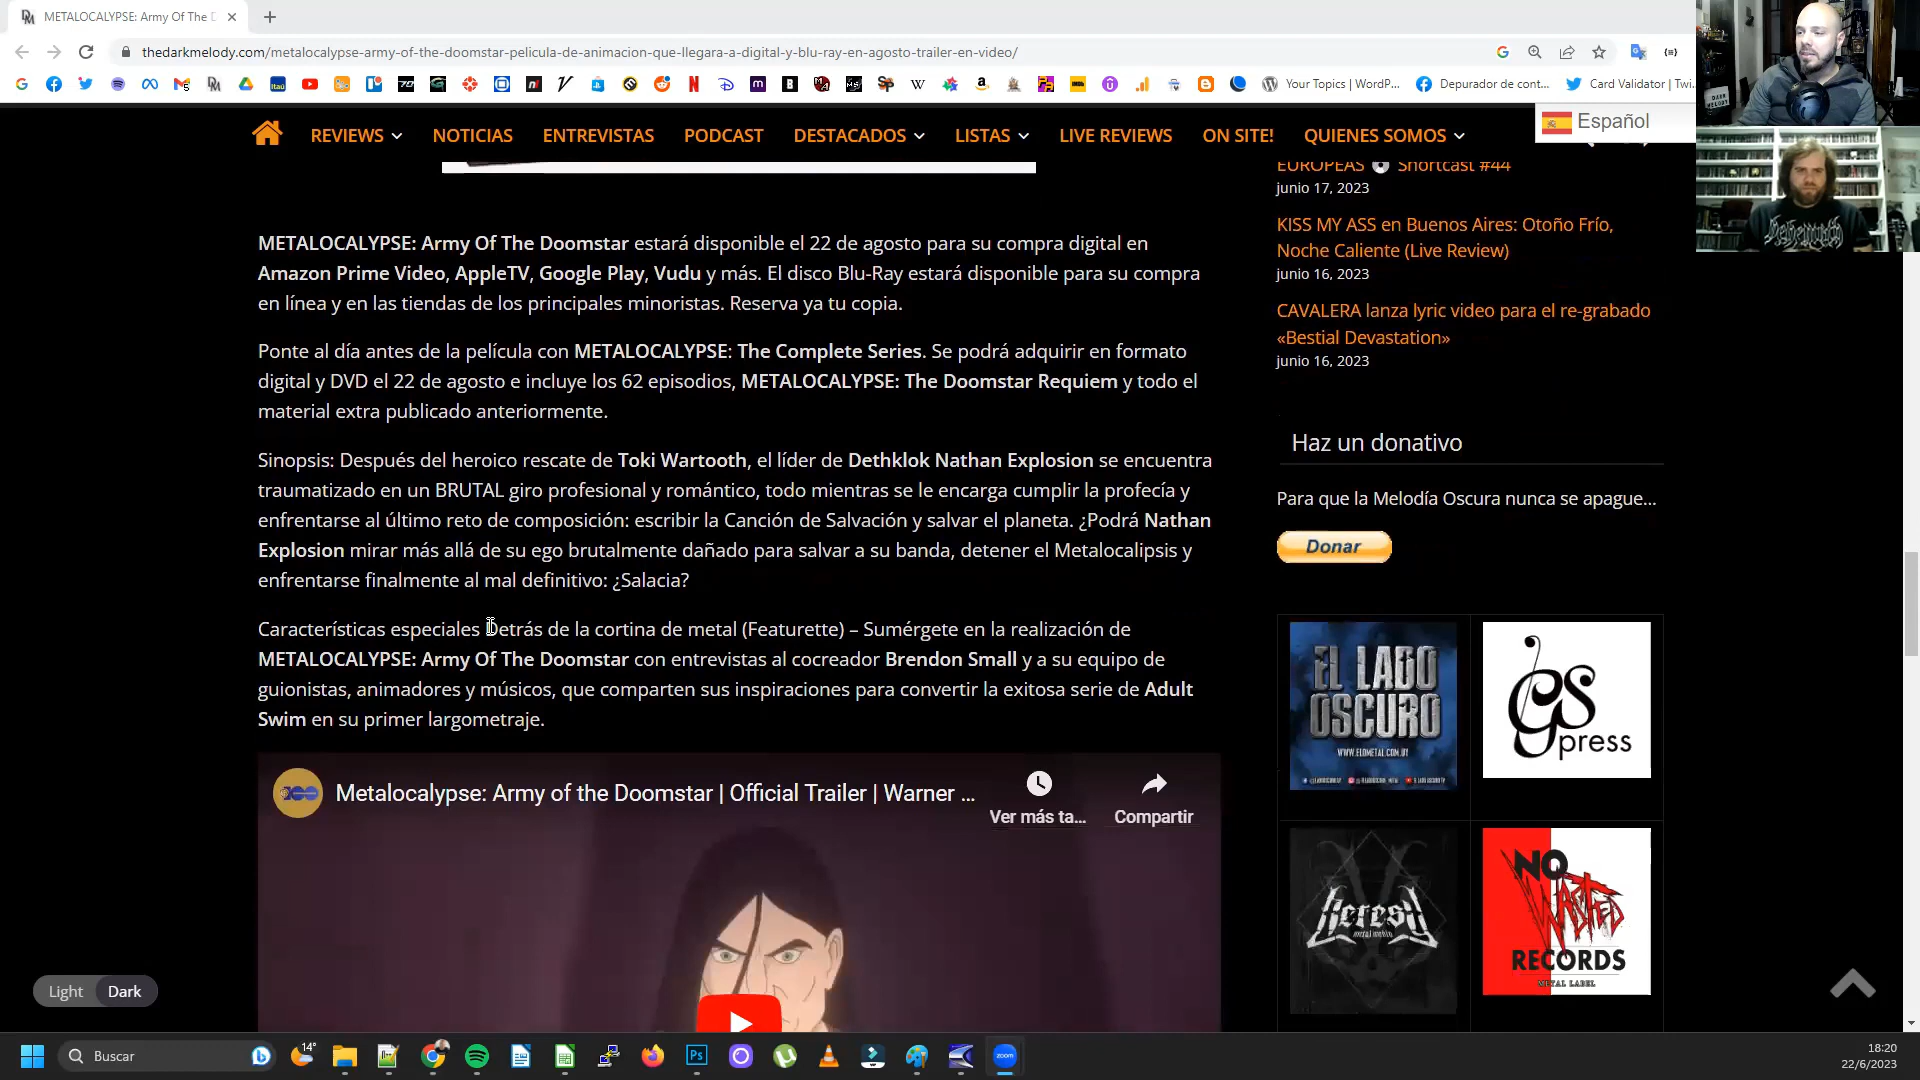 METALOCALYPSE: Army Of The D
thedarkmelody.com/metalocalypse-army-of-the-doomstar-pelicula-de-animacion-que-llegara-a-digital-y-blu-ray-en-agosto-trailer-en-video/
Your Topics | WordP...
Depurador de cont...
Card Validator | Twi...
REVIEWS
NOTICIAS
ENTREVISTAS
PODCAST
DESTACADOS
LISTAS
LIVE REVIEWS
ON SITE!
QUIENES SOMOS
Español
METALOCALYPSE: Army Of The Doomstar estará disponible el 22 de agosto para su compra digital en
Amazon Prime Video, AppleTV, Google Play, Vudu y más. El disco Blu-Ray estará disponible para su compra
en línea y en las tiendas de los principales minoristas. Reserva ya tu copia.
Ponte al día antes de la película con METALOCALYPSE: The Complete Series. Se podrá adquirir en formato
digital y DVD el 22 de agosto e incluye los 62 episodios, METALOCALYPSE: The Doomstar Requiem y todo el
material extra publicado anteriormente.
Sinopsis: Después del heroico rescate de Toki Wartooth, el líder de Dethklok Nathan Explosion se encuentra
traumatizado en un BRUTAL giro profesional y romántico, todo mientras se le encarga cumplir la profecía y
enfrentarse al último reto de composición: escribir la Canción de Salvación y salvar el planeta. ¿Podrá Nathan
Explosion mirar más allá de su ego brutalmente dañado para salvar a su banda, detener el Metalocalipsis y
enfrentarse finalmente al mal definitivo: ¿Salacia?
Características especiales Detrás de la cortina de metal (Featurette) – Sumérgete en la realización de
METALOCALYPSE: Army Of The Doomstar con entrevistas al cocreador Brendon Small y a su equipo de
guionistas, animadores y músicos, que comparten sus inspiraciones para convertir la exitosa serie de Adult
Swim en su primer largometraje.
Metalocalypse: Army of the Doomstar | Official Trailer | Warner ...
Ver más ta...
Compartir
EUROPEAS Shortcast #44
junio 17, 2023
KISS MY ASS en Buenos Aires: Otoño Frío,
Noche Caliente (Live Review)
junio 16, 2023
CAVALERA lanza lyric video para el re-grabado
«Bestial Devastation»
junio 16, 2023
Haz un donativo
Para que la Melodía Oscura nunca se apague...
Donar
EL LADO
OSCURO
WWW.ELOMETAL.COM.UY
GS
press
Heresy
NO
WASTED
RECORDS
METAL LABEL
Light
Dark
Buscar
14°
zoom
18:20
22/6/2023